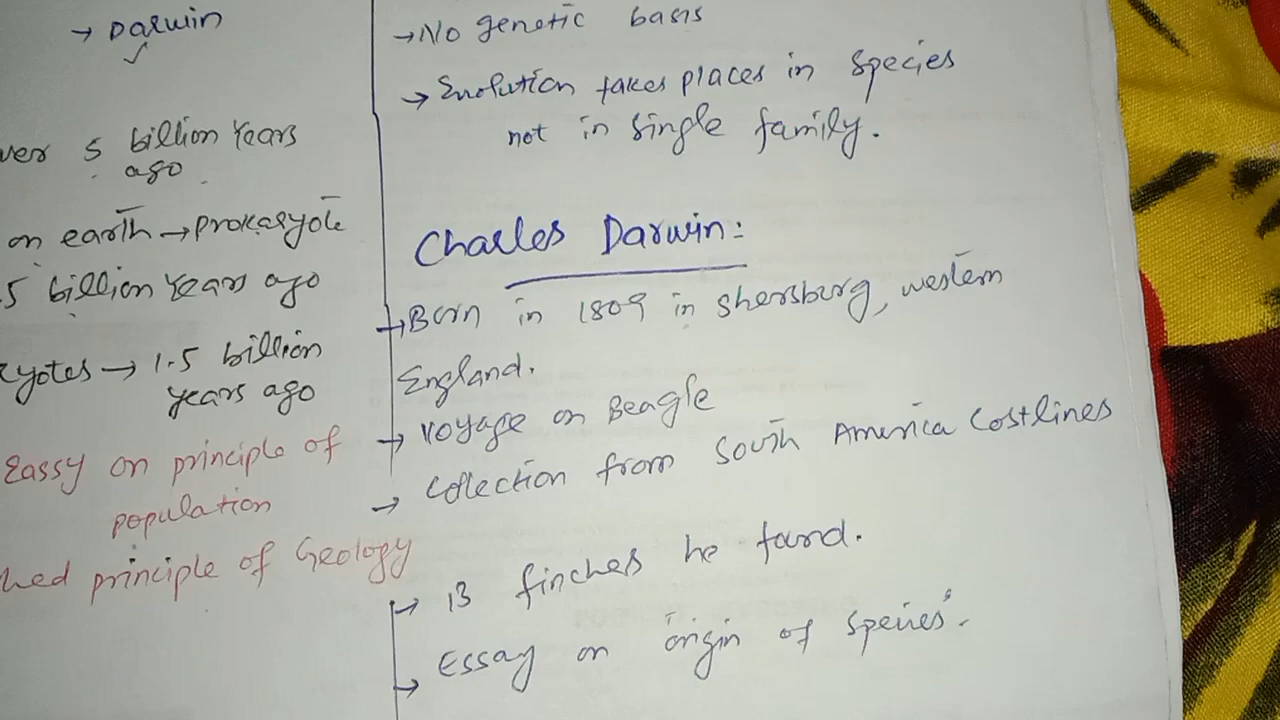 → Darwin
ver 5 billion Years
ago
on earth → prokaryote
5 billion Years ago
yotes → 1.5 billion
years ago
Eassy on principle of
population
hed principle of Geology
→ No genetic basis
→ Evolution takes places in species
not in single family.
Charles Darwin:
→ Born in 1809 in shersburg, western
England.
→ Voyage on Beagle
→ Collection from South America Costlines
→ 13 finches he found.
→ Essay on origin of species'.